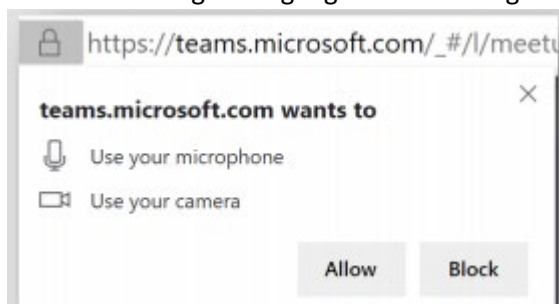 https://teams.microsoft.com/_#/l/meetu
teams.microsoft.com wants to
Use your microphone
Use your camera
Allow Block